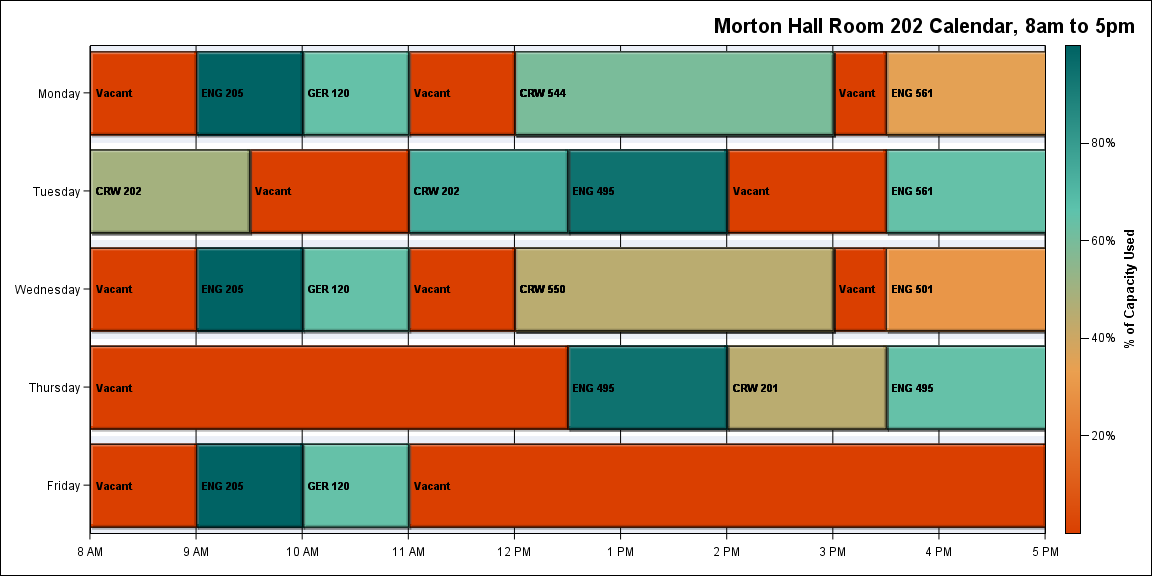 Morton Hall Room 202 Calendar, 8am to 5pm
Monday
Vacant
ENG 205
GER 120
Vacant
CRW 544
Vacant
ENG 561
Tuesday
CRW 202
Vacant
CRW 202
ENG 495
Vacant
ENG 561
Wednesday
Vacant
ENG 205
GER 120
Vacant
CRW 550
Vacant
ENG 501
Thursday
Vacant
ENG 495
CRW 201
ENG 495
Friday
Vacant
ENG 205
GER 120
Vacant
8 AM
9 AM
10 AM
11 AM
12 PM
1 PM
2 PM
3 PM
4 PM
5 PM
80%
60%
40%
20%
% of Capacity Used